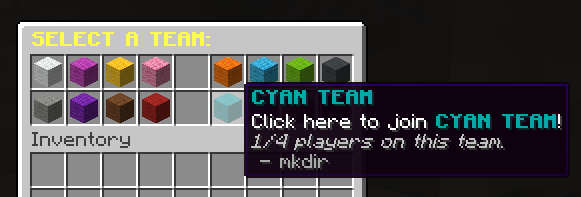 SELECT A TEAM:
CYAN TEAM
Click here to join CYAN TEAM!
1/4 players on this team.
- mkdir
Inventory